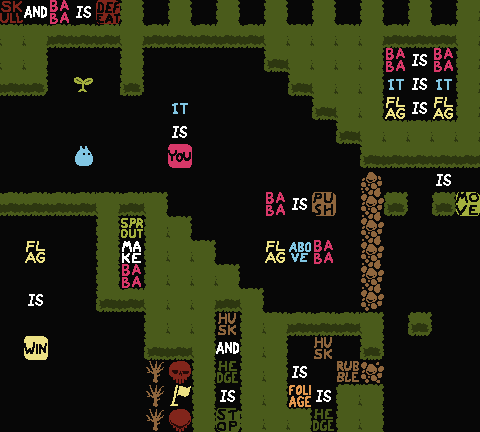 SKULL AND BABA IS DEFEAT
BABA IS BABA
IT IS IT
FLAG IS FLAG
IT
IS
YOU
IS
MOVE
BABA IS PUSH
SPROUT
MAKE
BABA
FLAG ABOVE BABA
FLAG
IS
WIN
HUSK
AND
HEDGE
IS
STOP
HUSK
IS RUBBLE
FOLIAGE IS
HEDGE